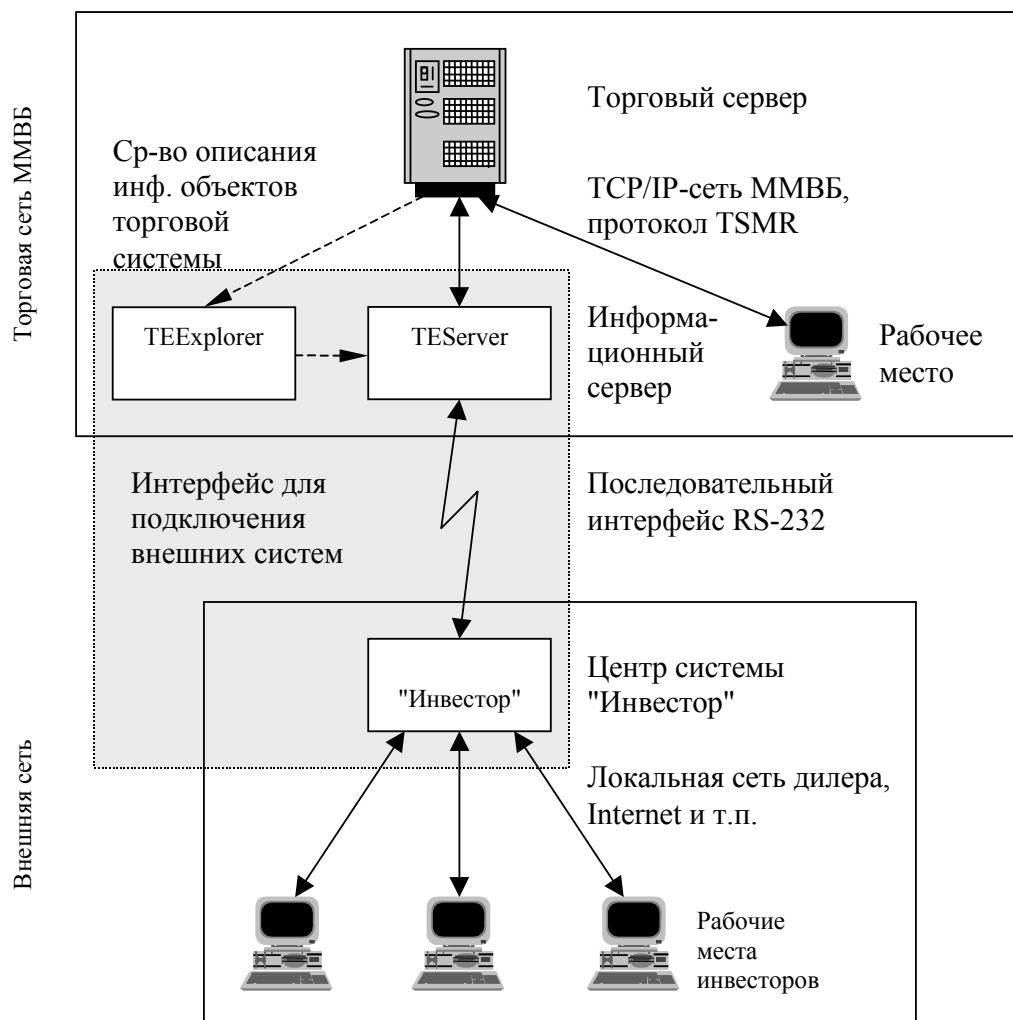 Торговая сеть ММВБ
Торговый сервер
Ср-во описания
инф. объектов
торговой
системы
TCP/IP-сеть ММВБ,
протокол TSMR
TEExplorer
TEServer
Информа-
ционный
сервер
Рабочее
место
Интерфейс для
подключения
внешних систем
Последовательный
интерфейс RS-232
Внешняя сеть
"Инвестор"
Центр системы
"Инвестор"
Локальная сеть дилера,
Internet и т.п.
Рабочие
места
инвесторов